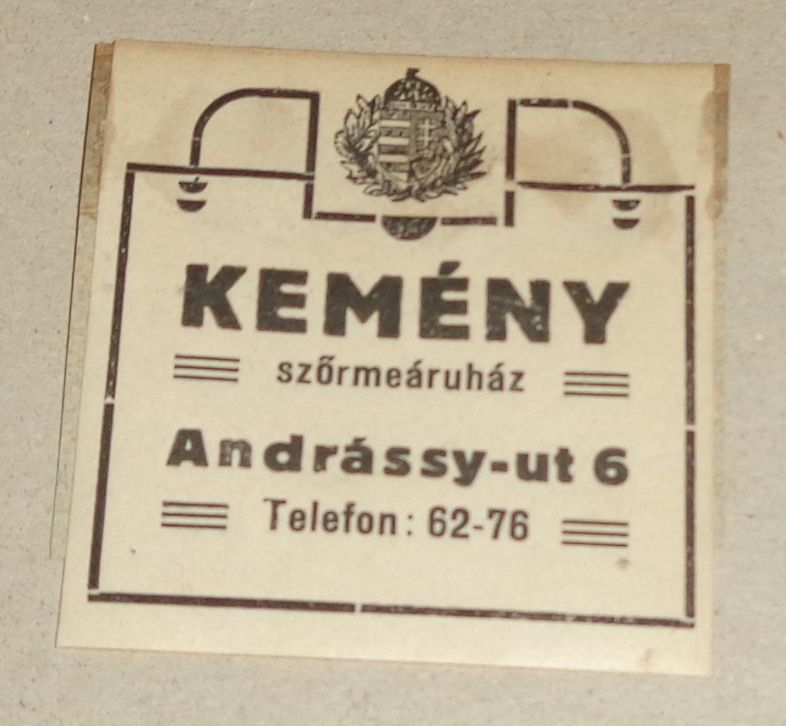 KEMÉNY
szőrmeáruház
Andrássy-ut 6
Telefon: 62-76